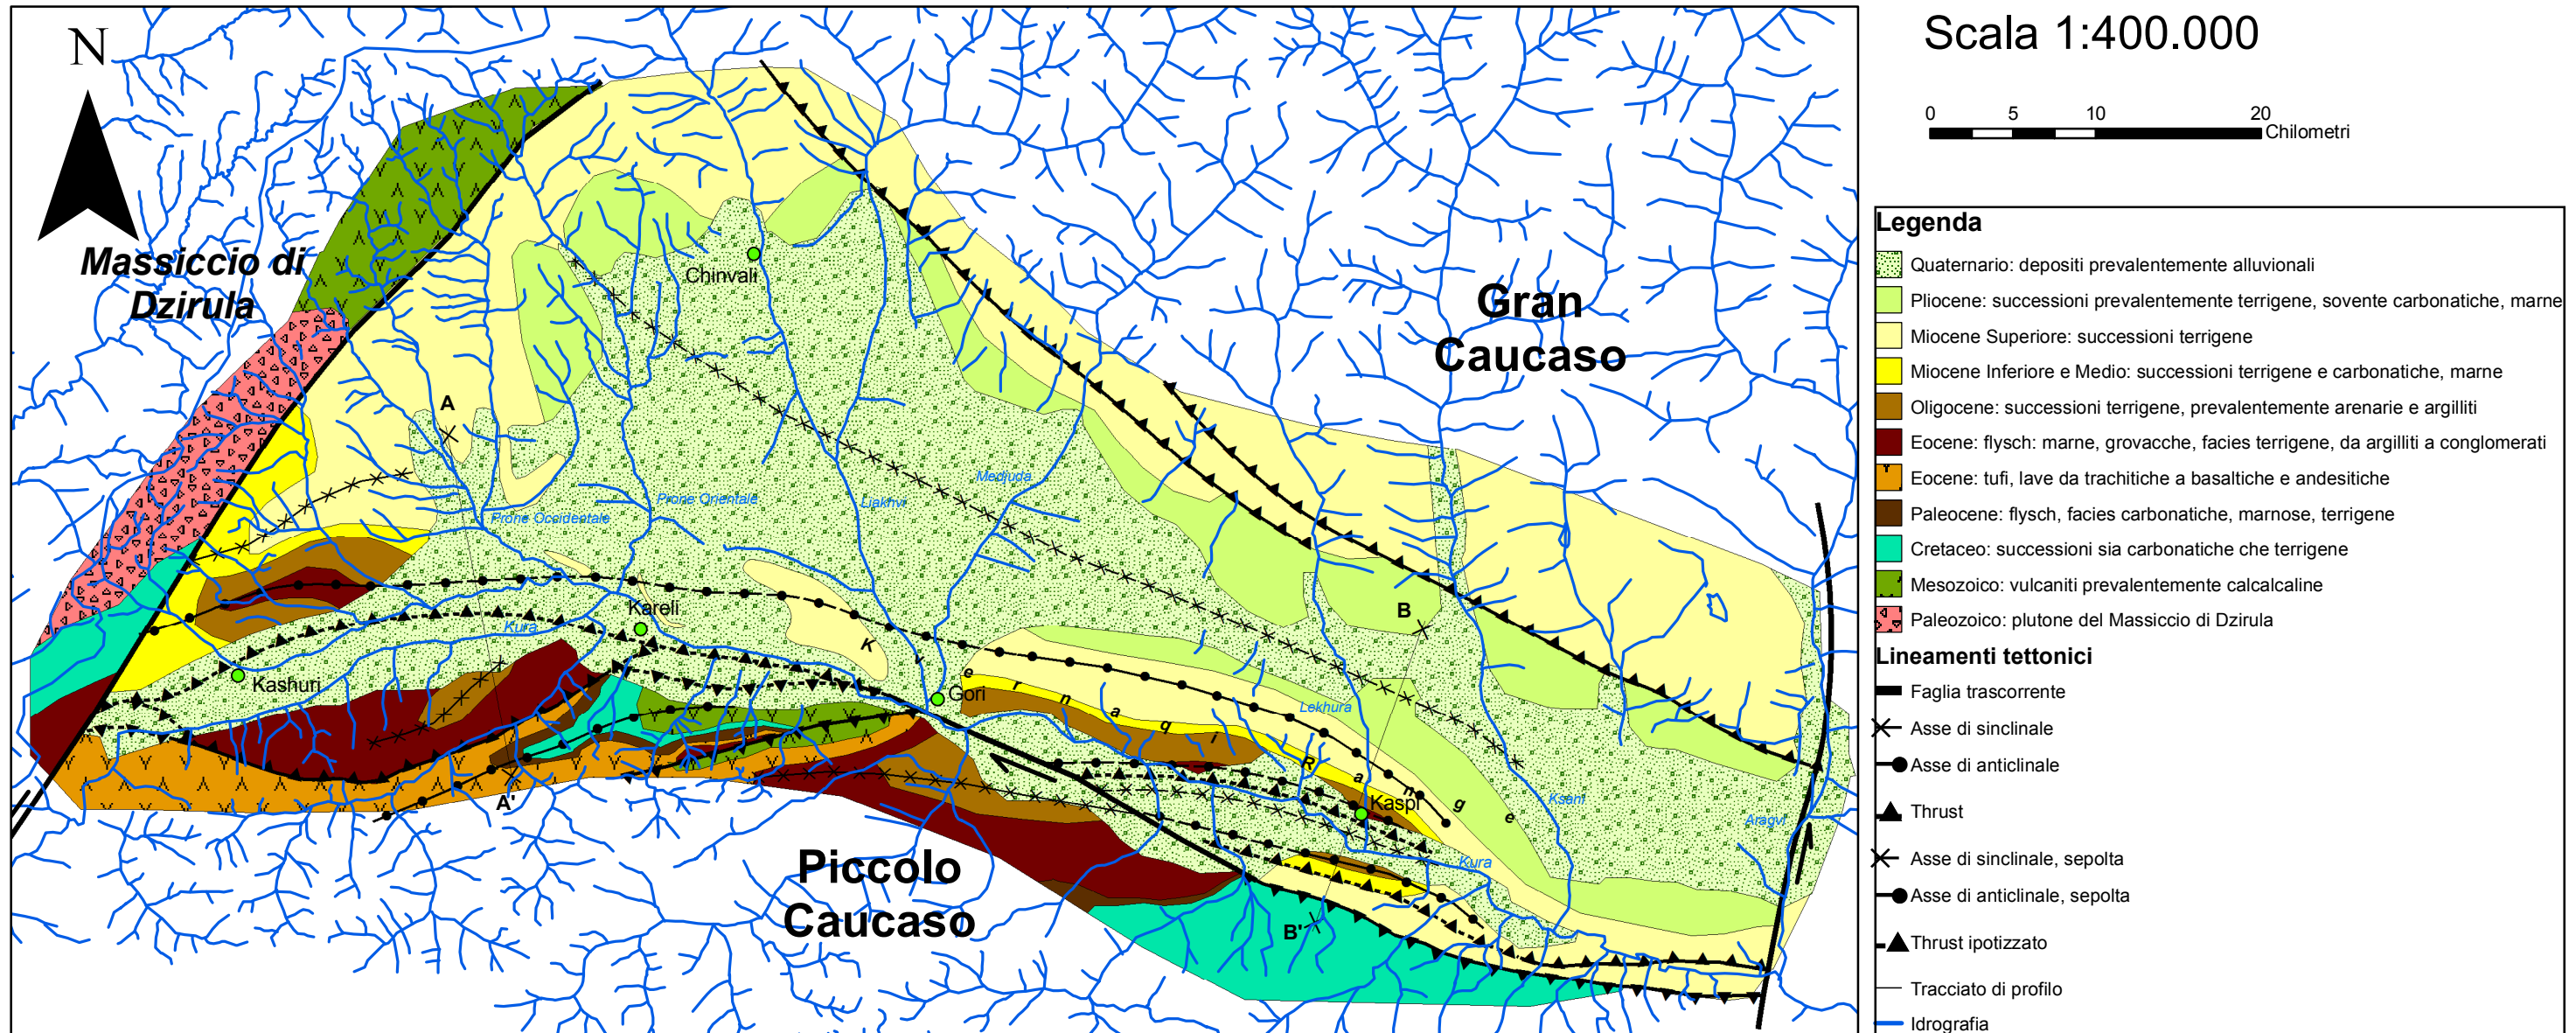 Scala 1:400.000
0 5 10 20
Chilometri
N
Massiccio di
Dzirula
Gran
Caucaso
Piccolo
Caucaso
Chinvali
A
Prone Occidentale
Prone Orientale
Liakhvi
Medjuda
Kareli
Kura
Kashuri
Gori
K v e r n a q i R a n g e
B
Lekhura
Kaspi
Ksani
Aragvi
Kura
A'
B'
Legenda
Quaternario: depositi prevalentemente alluvionali
Pliocene: successioni prevalentemente terrigene, sovente carbonatiche, marne
Miocene Superiore: successioni terrigene
Miocene Inferiore e Medio: successioni terrigene e carbonatiche, marne
Oligocene: successioni terrigene, prevalentemente arenarie e argilliti
Eocene: flysch: marne, grovacche, facies terrigene, da argilliti a conglomerati
Eocene: tufi, lave da trachitiche a basaltiche e andesitiche
Paleocene: flysch, facies carbonatiche, marnose, terrigene
Cretaceo: successioni sia carbonatiche che terrigene
Mesozoico: vulcaniti prevalentemente calcalcaline
Paleozoico: plutone del Massiccio di Dzirula
Lineamenti tettonici
Faglia trascorrente
Asse di sinclinale
Asse di anticlinale
Thrust
Asse di sinclinale, sepolta
Asse di anticlinale, sepolta
Thrust ipotizzato
Tracciato di profilo
Idrografia